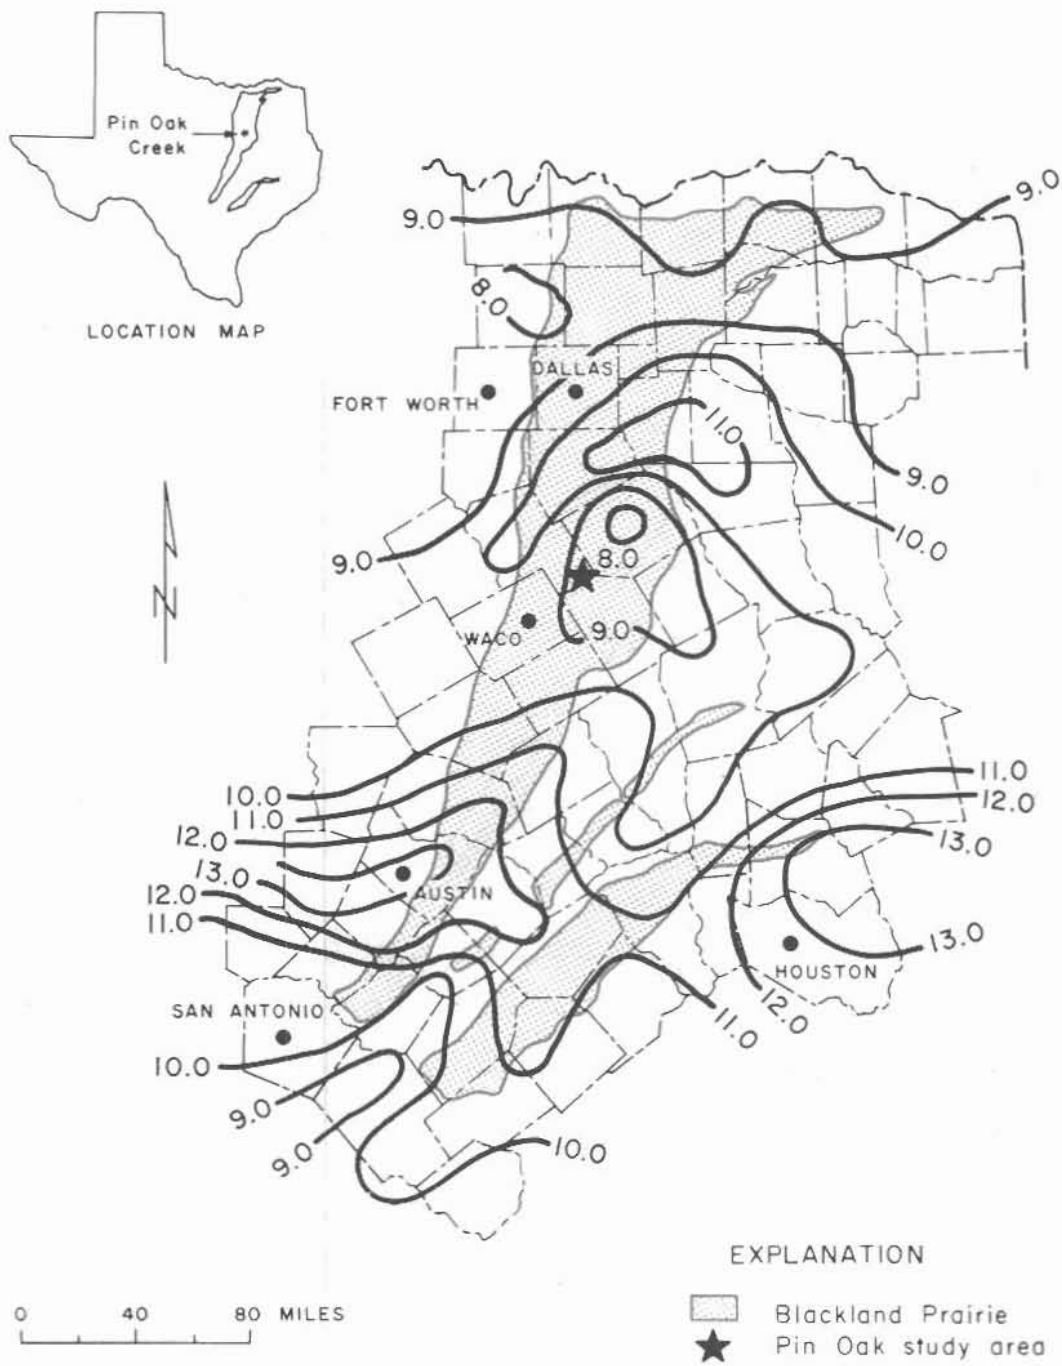 Pin Oak
Creek
LOCATION MAP
9.0
9.0
8.0
DALLAS
FORT WORTH
11.0
9.0
10.0
9.0
8.0
N
WACO
9.0
10.0
11.0
12.0
13.0
12.0
11.0
AUSTIN
11.0
12.0
13.0
13.0
HOUSTON
12.0
11.0
SAN ANTONIO
10.0
9.0
9.0
10.0
EXPLANATION
0 40 80 MILES
Blackland Prairie
Pin Oak study area